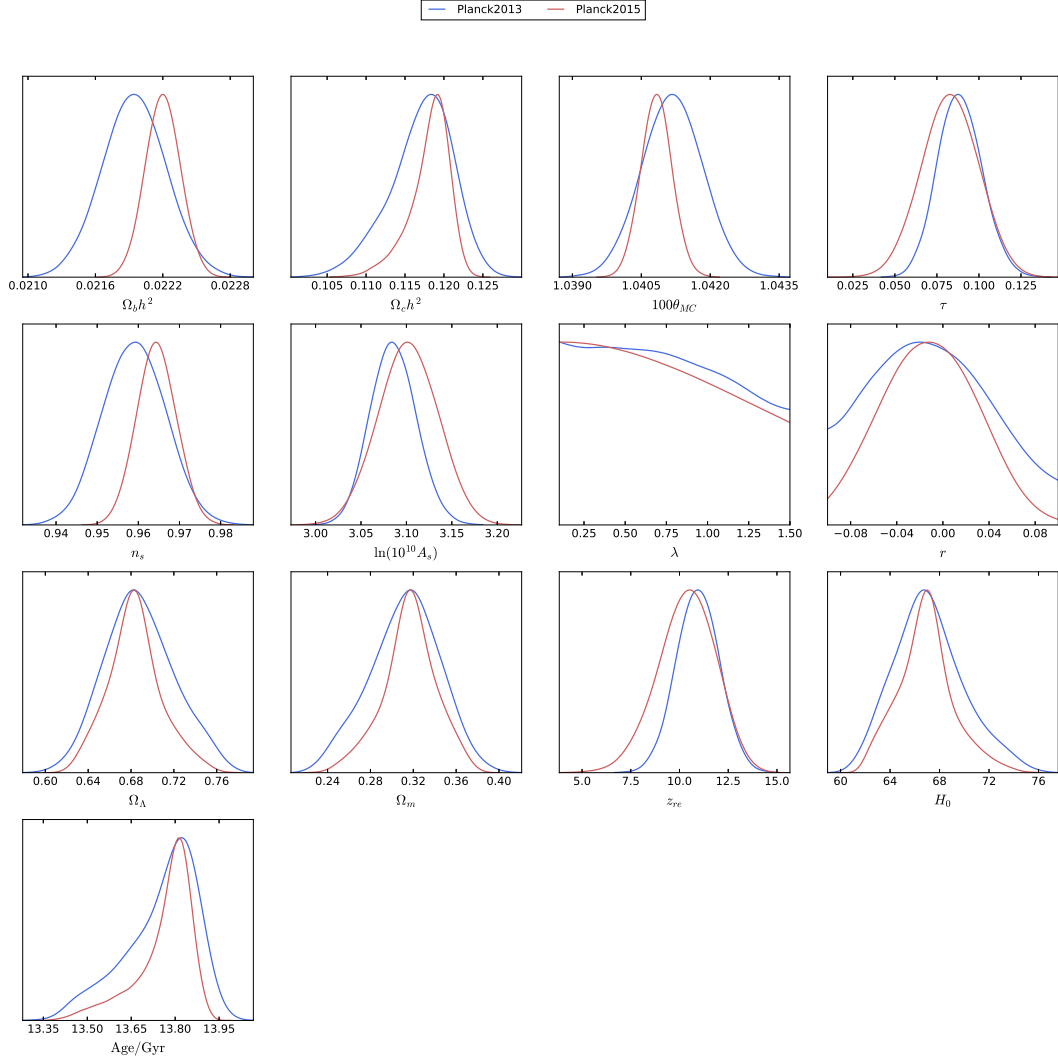 Planck2013 Planck2015
0.0210 0.0216 0.0222 0.0228
Ω_b h²
0.105 0.110 0.115 0.120 0.125
Ω_c h²
1.0390 1.0405 1.0420 1.0435
100θ_MC
0.025 0.050 0.075 0.100 0.125
τ
0.94 0.95 0.96 0.97 0.98
n_s
3.00 3.05 3.10 3.15 3.20
ln(10¹⁰A_s)
0.25 0.50 0.75 1.00 1.25 1.50
λ
−0.08 −0.04 0.00 0.04 0.08
r
0.60 0.64 0.68 0.72 0.76
Ω_Λ
0.24 0.28 0.32 0.36 0.40
Ω_m
5.0 7.5 10.0 12.5 15.0
z_re
60 64 68 72 76
H₀
13.35 13.50 13.65 13.80 13.95
Age/Gyr